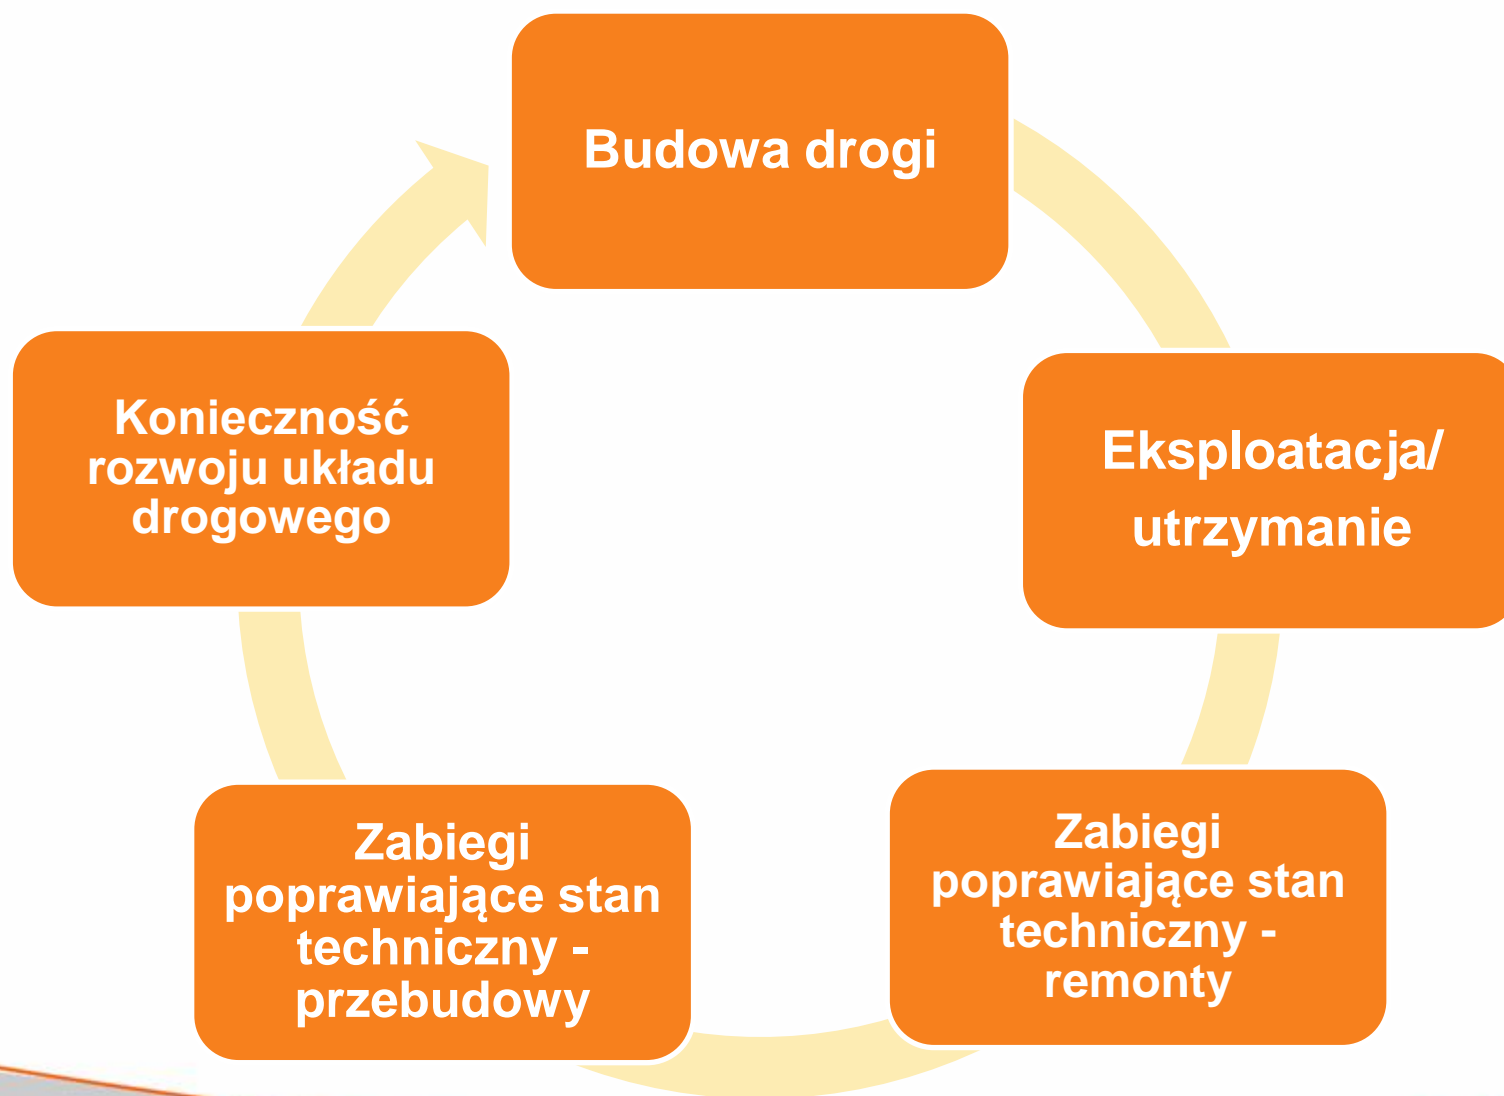 Budowa drogi
Eksploatacja/
utrzymanie
Zabiegi
poprawiające stan
techniczny -
remonty
Zabiegi
poprawiające stan
techniczny -
przebudowy
Konieczność
rozwoju układu
drogowego